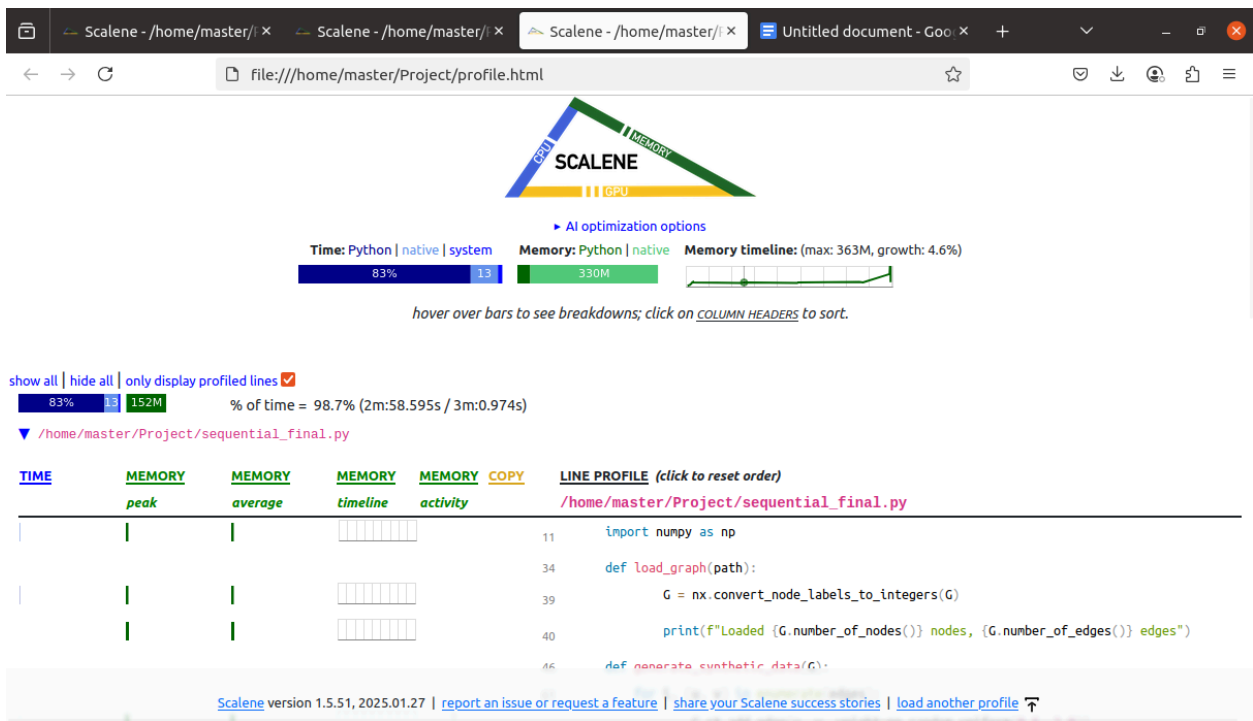 Scalene - /home/master/F
Scalene - /home/master/F
Scalene - /home/master/F
Untitled document - Goog
file:///home/master/Project/profile.html
CPU
MEMORY
SCALENE
GPU
▸ AI optimization options
Time: Python | native | system Memory: Python | native Memory timeline: (max: 363M, growth: 4.6%)
83% 13 330M
hover over bars to see breakdowns; click on COLUMN HEADERS to sort.
show all | hide all | only display profiled lines
83% 13 152M % of time = 98.7% (2m:58.595s / 3m:0.974s)
▼ /home/master/Project/sequential_final.py
TIME MEMORY MEMORY MEMORY MEMORY COPY LINE PROFILE (click to reset order)
peak average timeline activity /home/master/Project/sequential_final.py
11 import numpy as np
34 def load_graph(path):
39 G = nx.convert_node_labels_to_integers(G)
40 print(f"Loaded {G.number_of_nodes()} nodes, {G.number_of_edges()} edges")
46 def generate_synthetic_data(G):
Scalene version 1.5.51, 2025.01.27 | report an issue or request a feature | share your Scalene success stories | load another profile